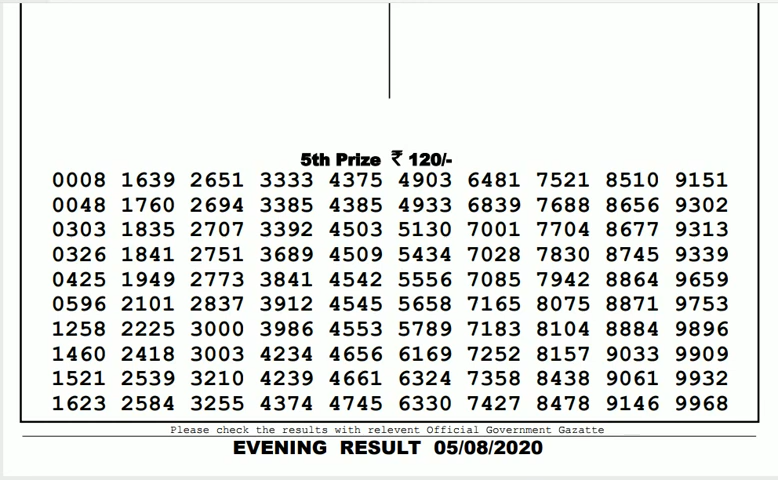 5th Prize ₹ 120/-
0008 1639 2651 3333 4375 4903 6481 7521 8510 9151
0048 1760 2694 3385 4385 4933 6839 7688 8656 9302
0303 1835 2707 3392 4503 5130 7001 7704 8677 9313
0326 1841 2751 3689 4509 5434 7028 7830 8745 9339
0425 1949 2773 3841 4542 5556 7085 7942 8864 9659
0596 2101 2837 3912 4545 5658 7165 8075 8871 9753
1258 2225 3000 3986 4553 5789 7183 8104 8884 9896
1460 2418 3003 4234 4656 6169 7252 8157 9033 9909
1521 2539 3210 4239 4661 6324 7358 8438 9061 9932
1623 2584 3255 4374 4745 6330 7427 8478 9146 9968
Please check the results with relevent Official Government Gazatte
EVENING RESULT 05/08/2020